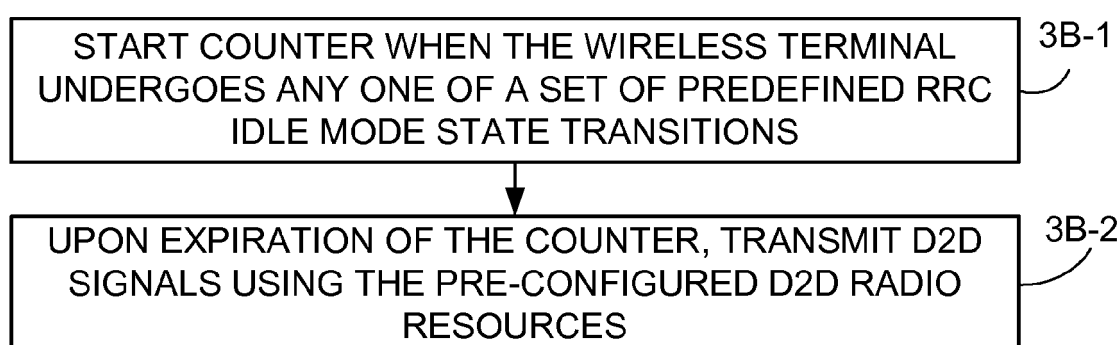 START COUNTER WHEN THE WIRELESS TERMINAL
UNDERGOES ANY ONE OF A SET OF PREDEFINED RRC
IDLE MODE STATE TRANSITIONS
3B-1
UPON EXPIRATION OF THE COUNTER, TRANSMIT D2D
SIGNALS USING THE PRE-CONFIGURED D2D RADIO
RESOURCES
3B-2